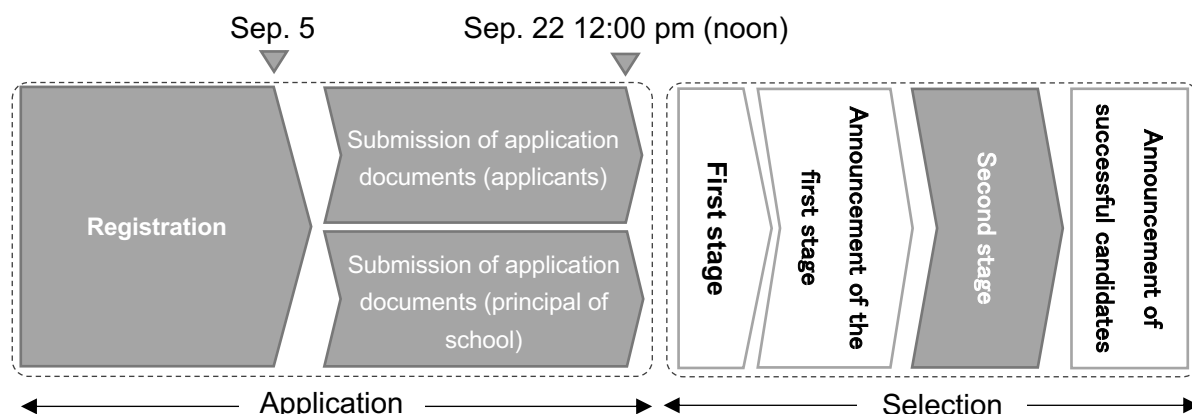 Sep. 5
Sep. 22 12:00 pm (noon)
Registration
Submission of application
documents (applicants)
Submission of application
documents (principal of
school)
First stage
Announcement of the
first stage
Second stage
Announcement of
successful candidates
Application
Selection